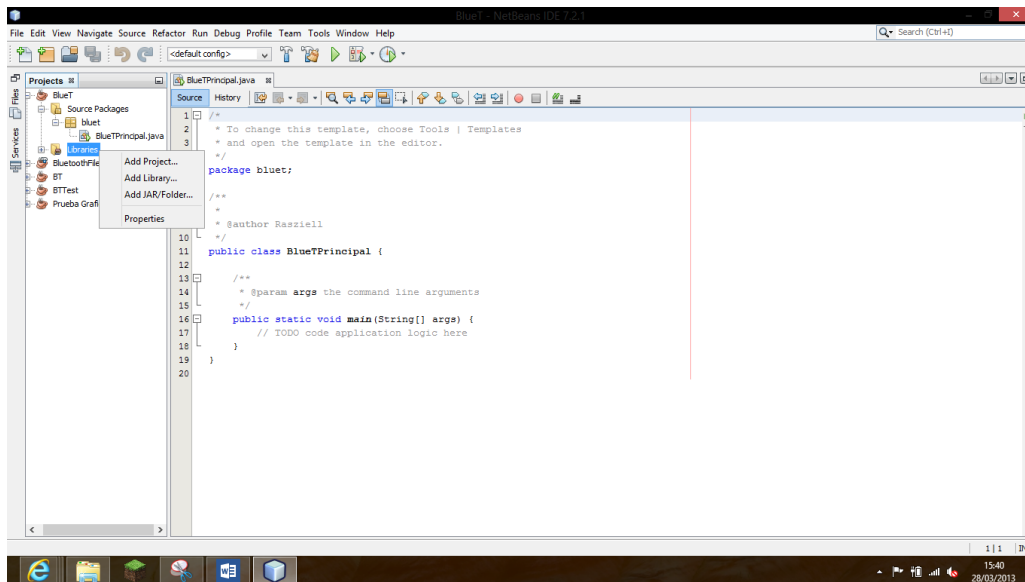 BlueT - NetBeans IDE 7.2.1
File Edit View Navigate Source Refactor Run Debug Profile Team Tools Window Help
Search (Ctrl+I)
<default config>
Projects
BlueTPrincipal.java
Files
Services
BlueT
Source Packages
bluet
BlueTPrincipal.java
Libraries
BluetoothFile
BT
BTTest
Prueba Grafi
Add Project...
Add Library...
Add JAR/Folder...
Properties
Source History
1 /*
2 * To change this template, choose Tools | Templates
3 * and open the template in the editor.
*/
package bluet;
/**
*
* @author Rasziell
10 */
11 public class BlueTPrincipal {
12
13 /**
14 * @param args the command line arguments
15 */
16 public static void main(String[] args) {
17 // TODO code application logic here
18 }
19 }
20
1|1
15:40
28/03/2013